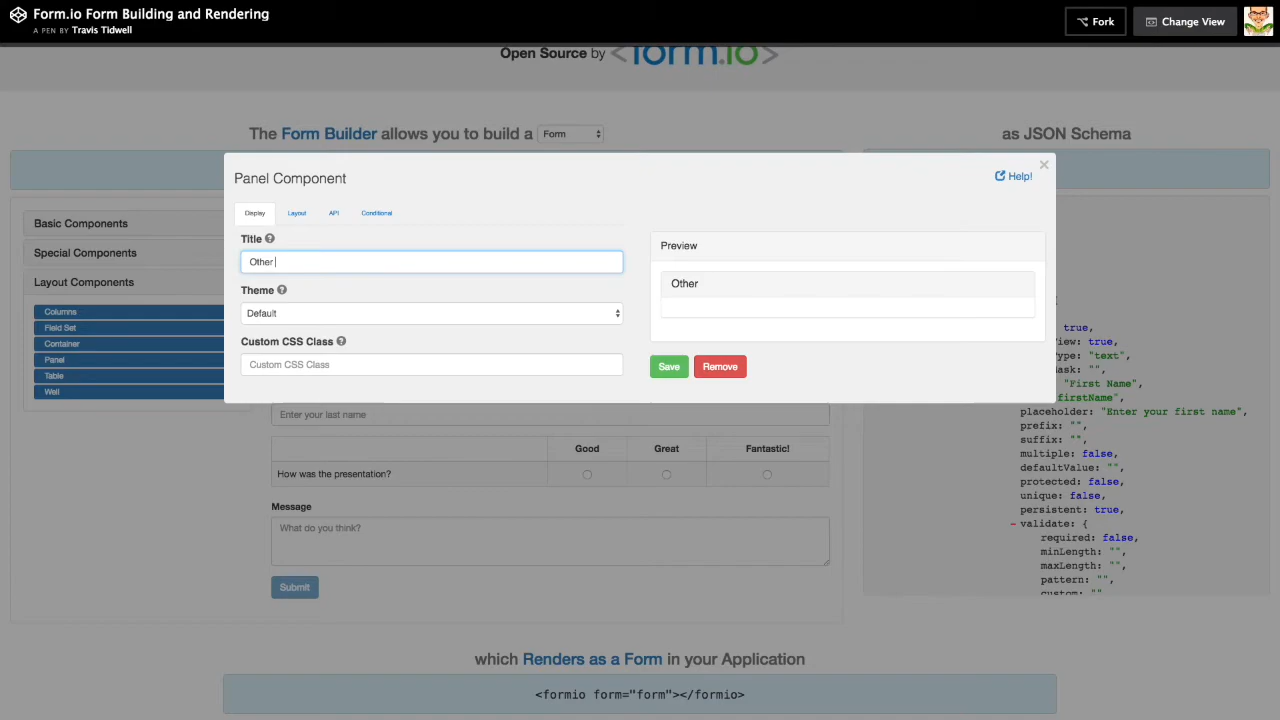 Form.io Form Building and Rendering
A PEN BY Travis Tidwell
Fork
Change View
Open Source by <form.io>
The Form Builder allows you to build a Form
as JSON Schema
Panel Component
×
Help!
Display Layout API Conditional
Title
Other
Theme
Default
Custom CSS Class
Custom CSS Class
Preview
Other
Save Remove
Basic Components
Special Components
Layout Components
Columns
Field Set
Container
Panel
Table
Well
Enter your last name
Good Great Fantastic!
How was the presentation?
Message
What do you think?
Submit
true,
iew: true,
ype: "text",
ask: "",
"First Name",
firstName",
placeholder: "Enter your first name",
prefix: "",
suffix: "",
multiple: false,
defaultValue: "",
protected: false,
unique: false,
persistent: true,
− validate: {
required: false,
minLength: "",
maxLength: "",
pattern: "",
custom: ""
which Renders as a Form in your Application
<formio form="form"></formio>